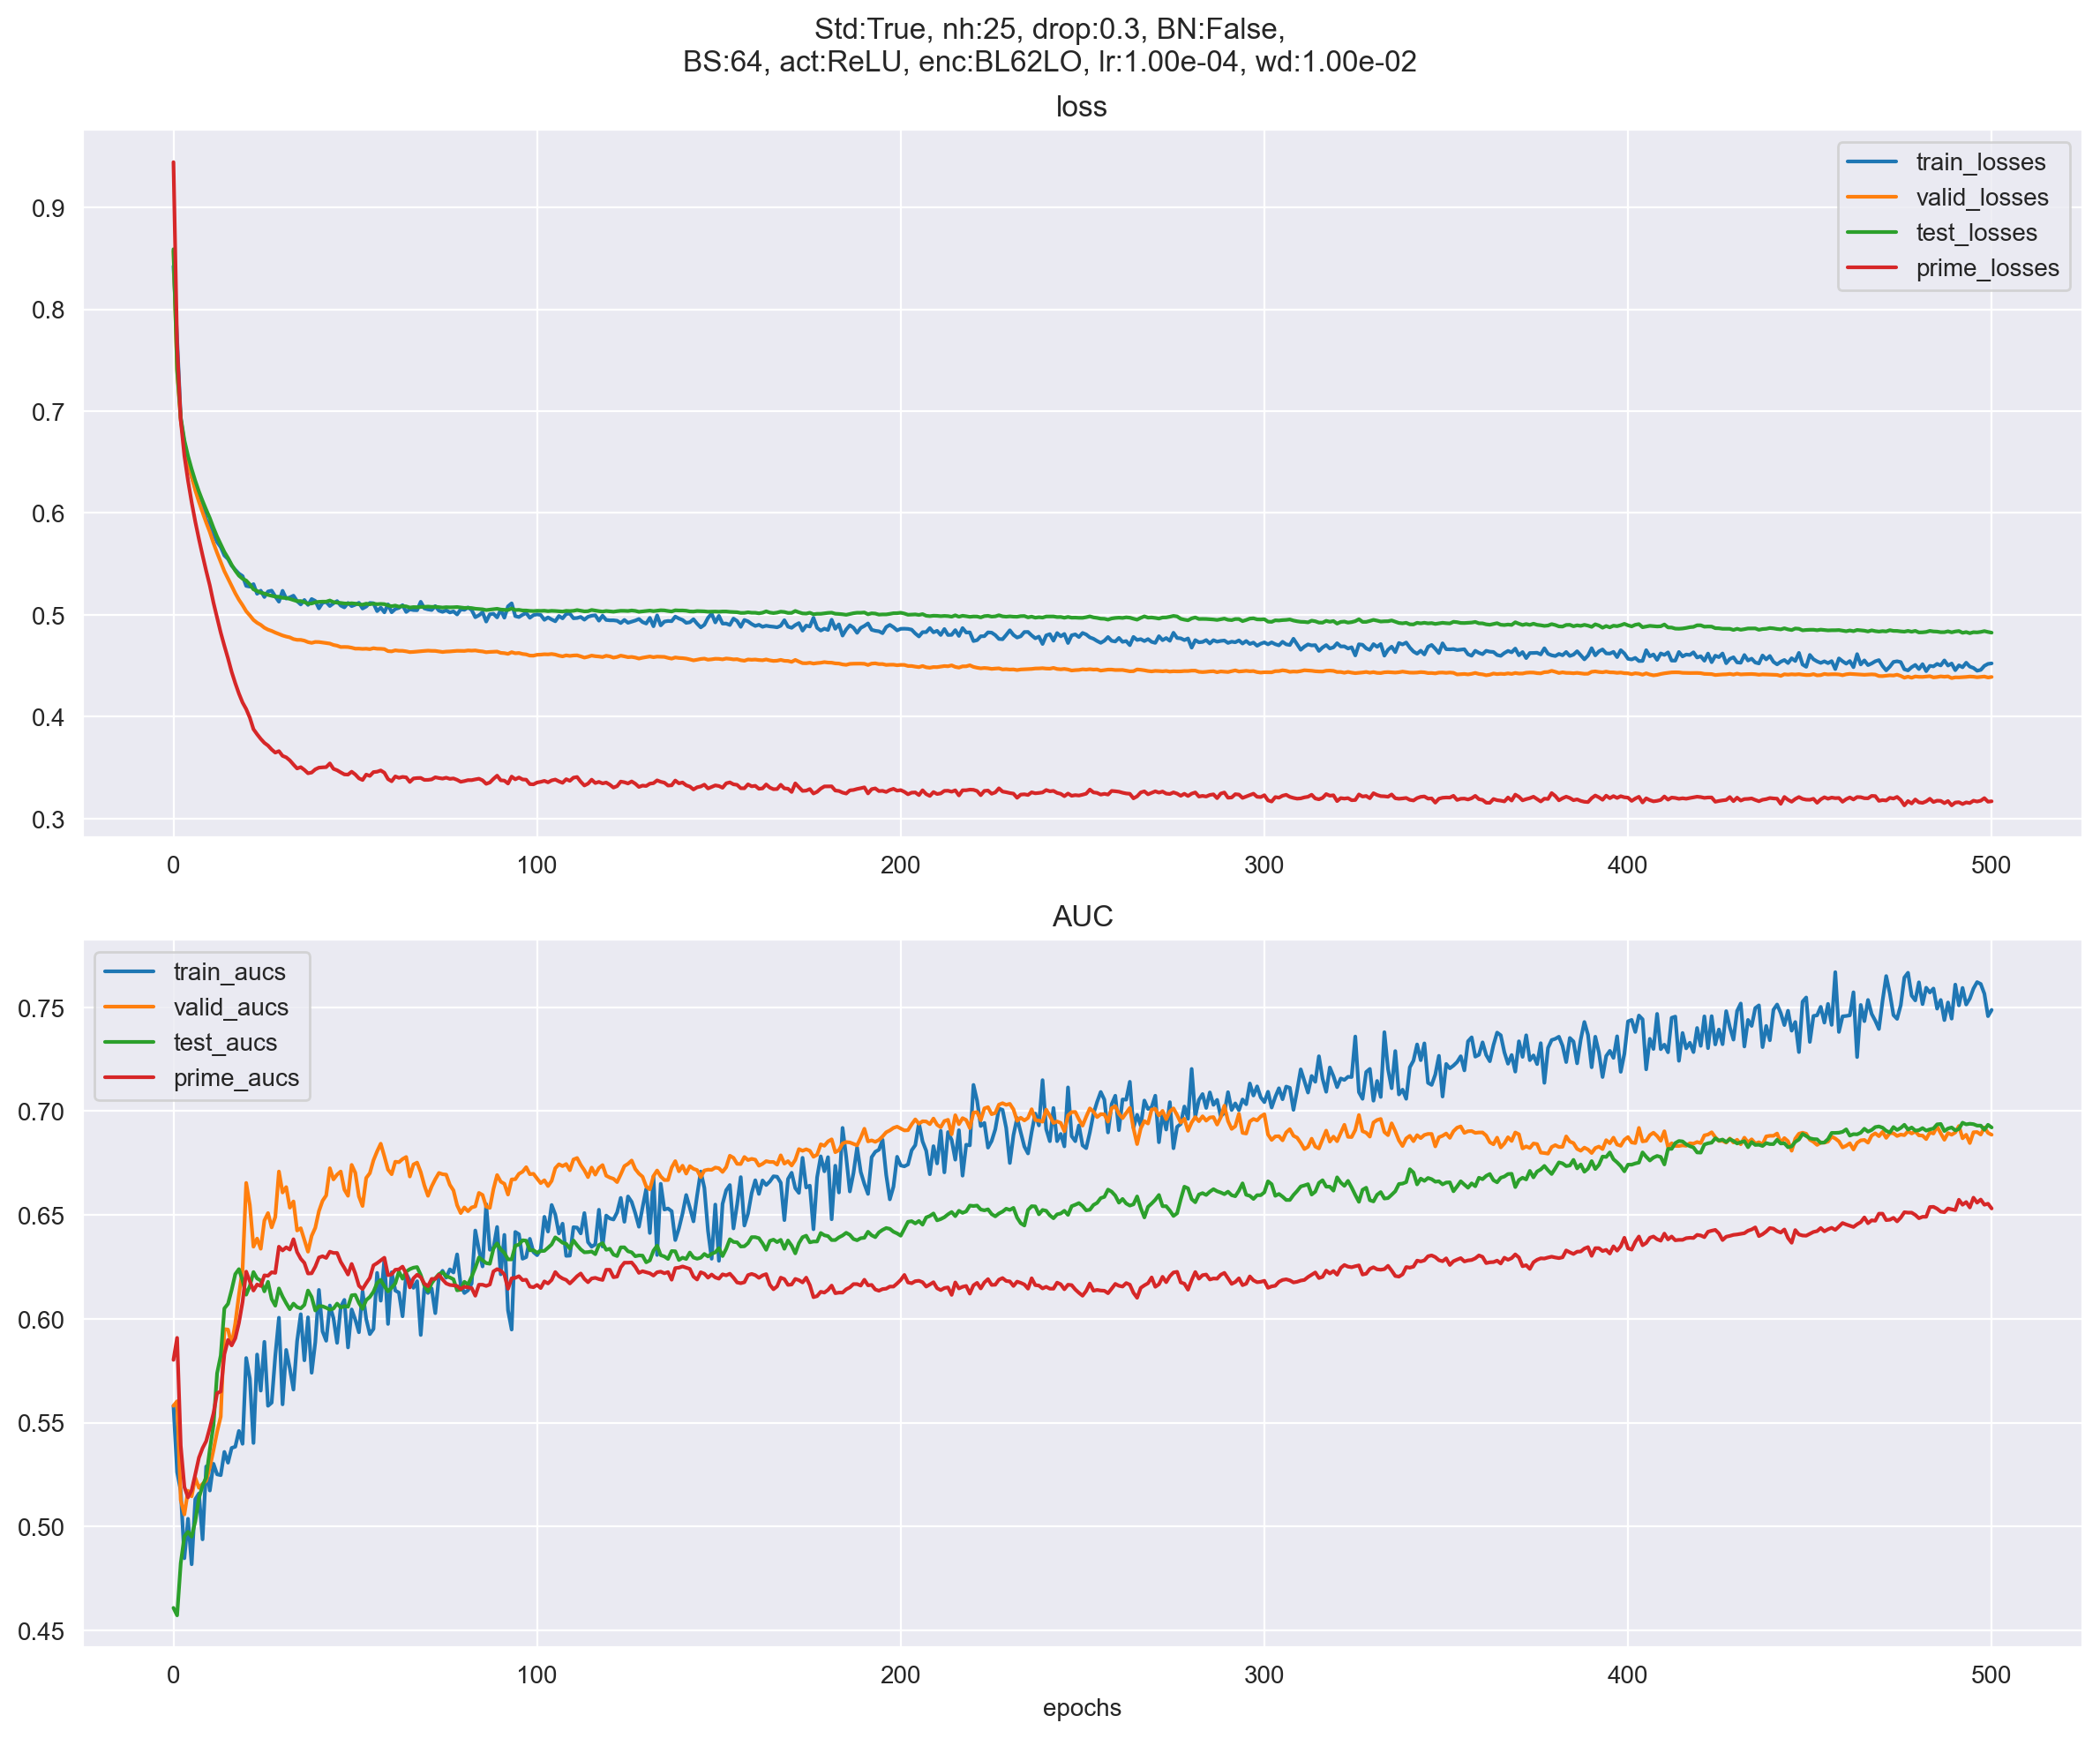 Std:True, nh:25, drop:0.3, BN:False,
BS:64, act:ReLU, enc:BL62LO, lr:1.00e-04, wd:1.00e-02
loss
train_losses
valid_losses
test_losses
prime_losses
0.9
0.8
0.7
0.6
0.5
0.4
0.3
0 100 200 300 400 500
AUC
train_aucs
valid_aucs
test_aucs
prime_aucs
0.75
0.70
0.65
0.60
0.55
0.50
0.45
0 100 200 300 400 500
epochs